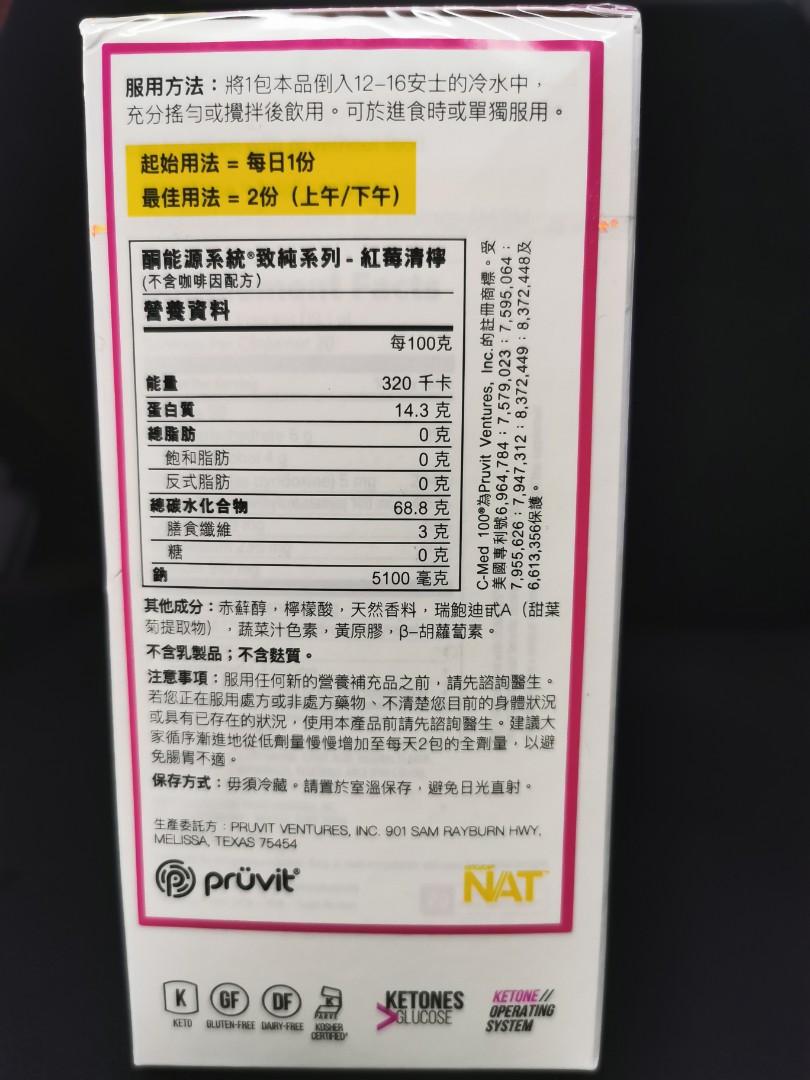 服用方法：將1包本品倒入12-16安士的冷水中，
充分搖勻或攪拌後飲用。可於進食時或單獨服用。
起始用法 = 每日1份
最佳用法 = 2份（上午/下午）
酮能源系統®致純系列 - 紅莓清檸
(不含咖啡因配方)
營養資料
每100克
能量 320 千卡
蛋白質 14.3 克
總脂肪 0 克
飽和脂肪 0 克
反式脂肪 0 克
總碳水化合物 68.8 克
膳食纖維 3 克
糖 0 克
鈉 5100 毫克
C-Med 100®為Pruvit Ventures, Inc.的註冊商標。受
美國專利號6,964,784；7,579,023；7,595,064；
7,955,626；7,947,312；8,372,449；8,372,448及
6,613,356保護。
其他成分：赤蘚醇，檸檬酸，天然香料，瑞鮑迪甙A（甜葉
菊提取物），蔬菜汁色素，黃原膠，β-胡蘿蔔素。
不含乳製品；不含麩質。
注意事項：服用任何新的營養補充品之前，請先諮詢醫生。
若您正在服用處方或非處方藥物、不清楚您目前的身體狀況
或具有已存在的狀況，使用本產品前請先諮詢醫生。建議大
家循序漸進地從低劑量慢慢增加至每天2包的全劑量，以避
免腸胃不適。
保存方式：毋須冷藏。請置於室溫保存，避免日光直射。
生產委託方：PRUVIT VENTURES, INC. 901 SAM RAYBURN HWY,
MELISSA, TEXAS 75454
prüvit®
NAT™
K GF DF K
PARVE
KETO GLUTEN-FREE DAIRY-FREE KOSHER
CERTIFIED
KETONES
>GLUCOSE
KETONE//
OPERATING
SYSTEM